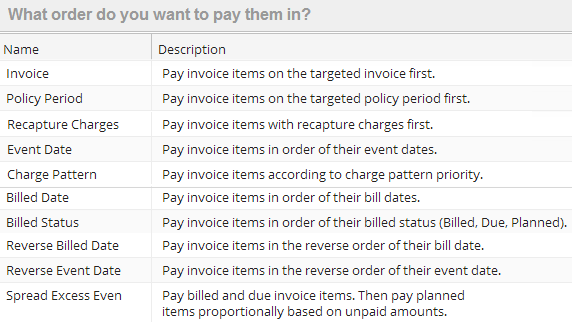 What order do you want to pay them in?
Name Description
Invoice Pay invoice items on the targeted invoice first.
Policy Period Pay invoice items on the targeted policy period first.
Recapture Charges Pay invoice items with recapture charges first.
Event Date Pay invoice items in order of their event dates.
Charge Pattern Pay invoice items according to charge pattern priority.
Billed Date Pay invoice items in order of their bill dates.
Billed Status Pay invoice items in order of their billed status (Billed, Due, Planned).
Reverse Billed Date Pay invoice items in the reverse order of their bill date.
Reverse Event Date Pay invoice items in the reverse order of their event date.
Spread Excess Even Pay billed and due invoice items. Then pay planned
items proportionally based on unpaid amounts.